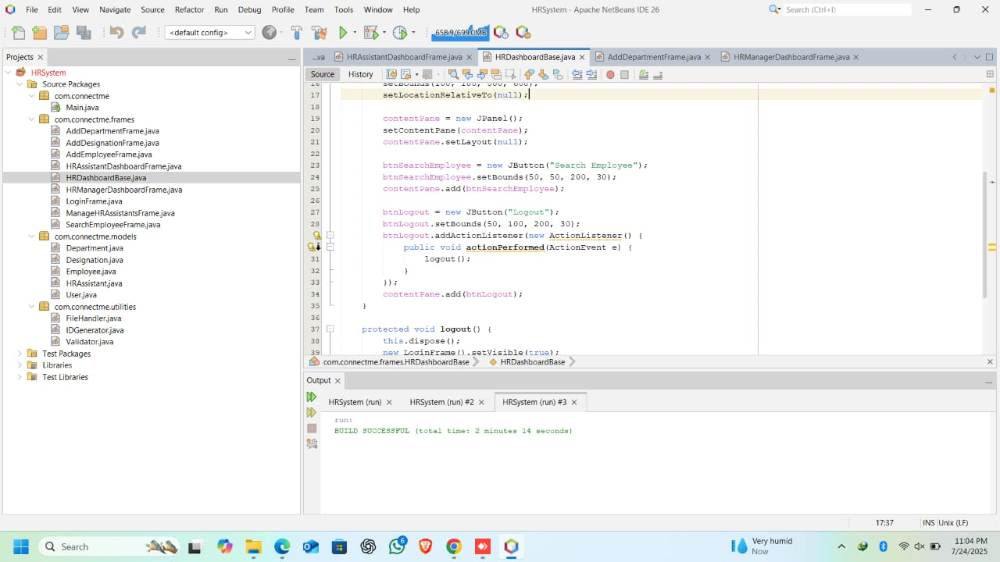 File Edit View Navigate Source Refactor Run Debug Profile Team Tools Window Help
HRSystem - Apache NetBeans IDE 26
Search (Ctrl+I)
<default config>
658.9/699.0MB
Projects
HRSystem
Source Packages
com.connectme
Main.java
com.connectme.frames
AddDepartmentFrame.java
AddDesignationFrame.java
AddEmployeeFrame.java
HRAssistantDashboardFrame.java
HRDashboardBase.java
HRManagerDashboardFrame.java
LoginFrame.java
ManageHRAssistantsFrame.java
SearchEmployeeFrame.java
com.connectme.models
Department.java
Designation.java
Employee.java
HRAssistant.java
User.java
com.connectme.utilities
FileHandler.java
IDGenerator.java
Validator.java
Test Packages
Libraries
Test Libraries
...va HRAssistantDashboardFrame.java HRDashboardBase.java AddDepartmentFrame.java HRManagerDashboardFrame.java
Source History
17 setLocationRelativeTo(null);
18
19 contentPane = new JPanel();
20 setContentPane(contentPane);
21 contentPane.setLayout(null);
22
23 btnSearchEmployee = new JButton("Search Employee");
24 btnSearchEmployee.setBounds(50, 50, 200, 30);
25 contentPane.add(btnSearchEmployee);
26
27 btnLogout = new JButton("Logout");
28 btnLogout.setBounds(50, 100, 200, 30);
btnLogout.addActionListener(new ActionListener() {
public void actionPerformed(ActionEvent e) {
31 logout();
32 }
33 });
34 contentPane.add(btnLogout);
35 }
36
37 protected void logout() {
38 this.dispose();
39 new LoginFrame().setVisible(true);
com.connectme.frames.HRDashboardBase HRDashboardBase
Output
HRSystem (run) HRSystem (run) #2 HRSystem (run) #3
run:
BUILD SUCCESSFUL (total time: 2 minutes 14 seconds)
17:37 INS Unix (LF)
Search
6
Very humid
Now
11:04 PM
7/24/2025